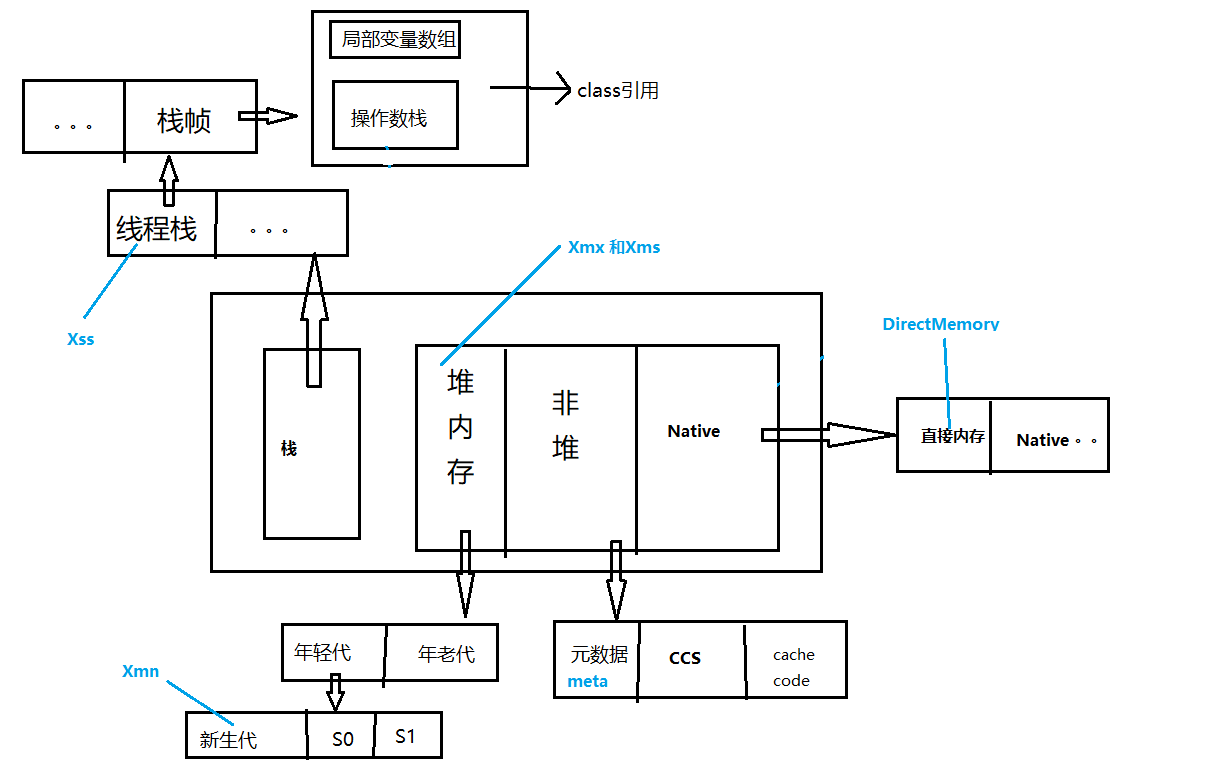 局部变量数组
。。。
栈帧
操作数栈
class引用
线程栈
。。。
Xmx 和Xms
Xss
DirectMemory
栈
堆
内
存
非
堆
Native
直接内存
Native 。。
年轻代
年老代
元数据
meta
CCS
cache
code
Xmn
新生代
S0
S1